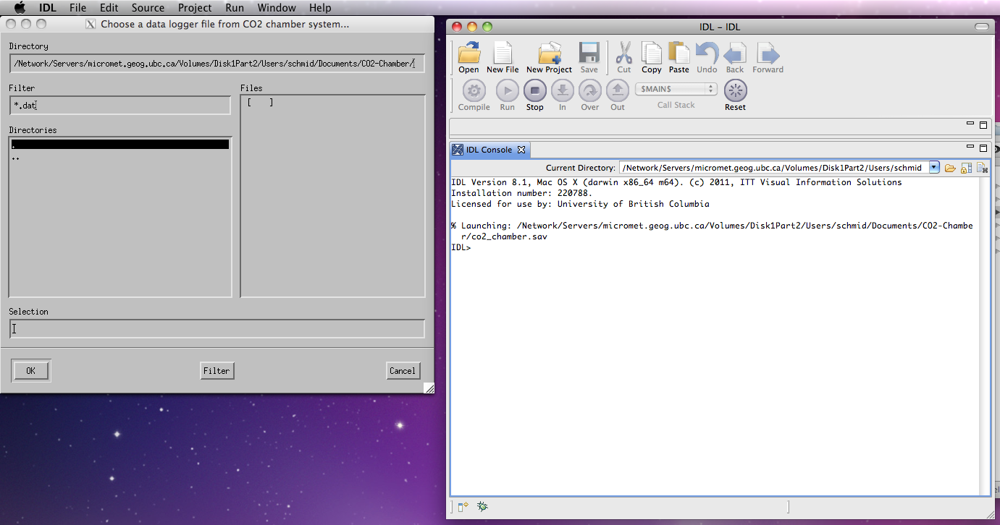 IDL File Edit Source Project Run Window Help
Choose a data logger file from CO2 chamber system...
Directory
/Network/Servers/micromet.geog.ubc.ca/Volumes/Disk1Part2/Users/schmid/Documents/CO2-Chamber/
Filter
*.dat
Files
[ ]
Directories
.
..
Selection
OK
Filter
Cancel
IDL – IDL
Open New File New Project Save Cut Copy Paste Undo Back Forward
$MAIN$
Compile Run Stop In Over Out Call Stack Reset
IDL Console
Current Directory: /Network/Servers/micromet.geog.ubc.ca/Volumes/Disk1Part2/Users/schmid
IDL Version 8.1, Mac OS X (darwin x86_64 m64). (c) 2011, ITT Visual Information Solutions
Installation number: 220788.
Licensed for use by: University of British Columbia
% Launching: /Network/Servers/micromet.geog.ubc.ca/Volumes/Disk1Part2/Users/schmid/Documents/CO2-Chambe
r/co2_chamber.sav
IDL>